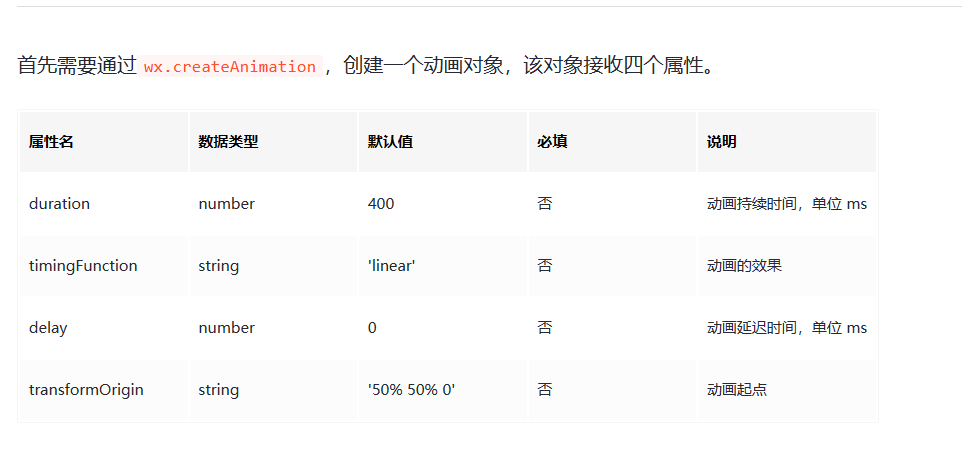 首先需要通过 wx.createAnimation ，创建一个动画对象，该对象接收四个属性。
属性名 数据类型 默认值 必填 说明
duration number 400 否 动画持续时间，单位 ms
timingFunction string 'linear' 否 动画的效果
delay number 0 否 动画延迟时间，单位 ms
transformOrigin string '50% 50% 0' 否 动画起点